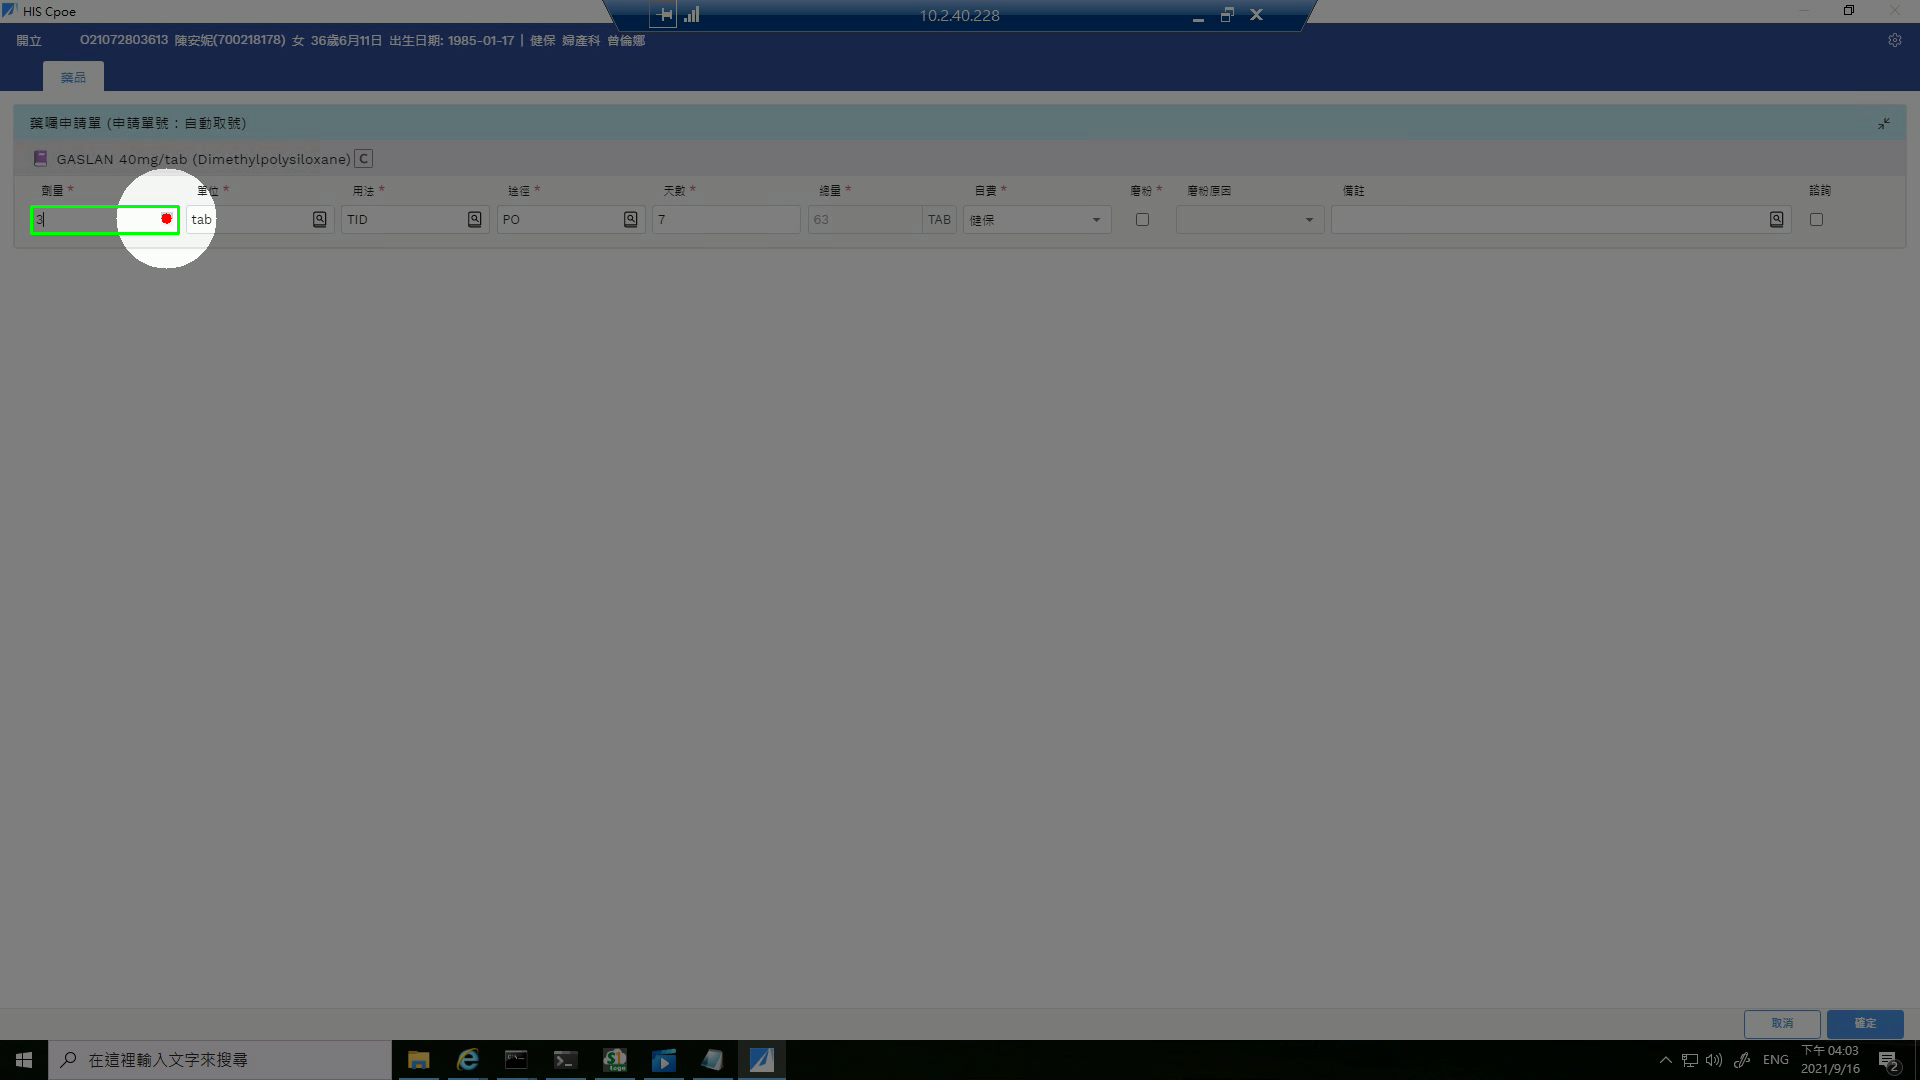 HIS Cpoe
10.2.40.228
開立 O21072803613 陳安妮(700218178) 女 36歲6月11日 出生日期: 1985-01-17 | 健保 婦產科 曾倫娜
藥品
藥囑申請單 (申請單號：自動取號)
GASLAN 40mg/tab (Dimethylpolysiloxane) C
劑量 * 單位 * 用法 * 途徑 * 天數 * 總量 * 自費 * 磨粉 * 磨粉原因 備註 諮詢
3 tab TID PO 7 63 TAB 健保
取消 確定
在這裡輸入文字來搜尋
ENG
下午 04:03
2021/9/16
2